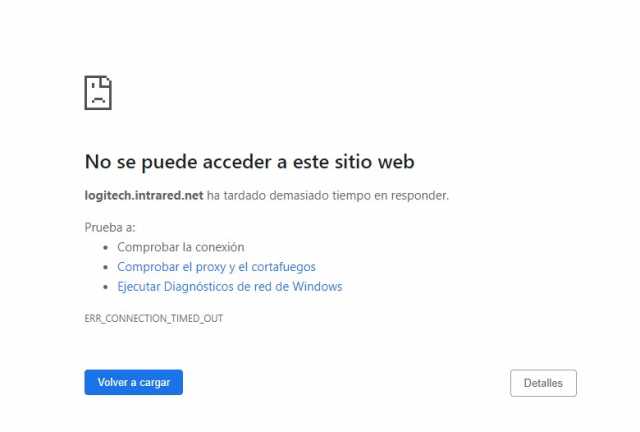 No se puede acceder a este sitio web
logitech.intrared.net ha tardado demasiado tiempo en responder.
Prueba a:
• Comprobar la conexión
• Comprobar el proxy y el cortafuegos
• Ejecutar Diagnósticos de red de Windows
ERR_CONNECTION_TIMED_OUT
Volver a cargar
Detalles